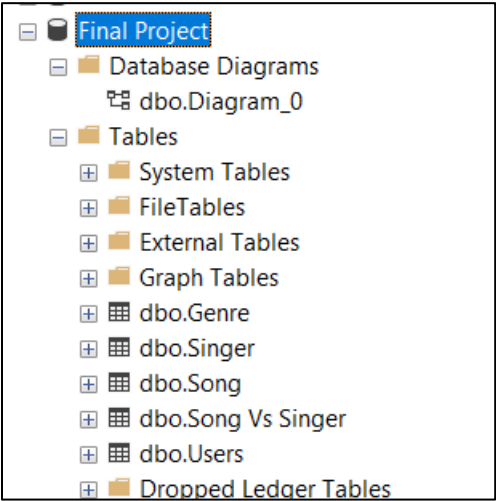 Final Project
Database Diagrams
dbo.Diagram_0
Tables
System Tables
FileTables
External Tables
Graph Tables
dbo.Genre
dbo.Singer
dbo.Song
dbo.Song Vs Singer
dbo.Users
Dropped Ledger Tables